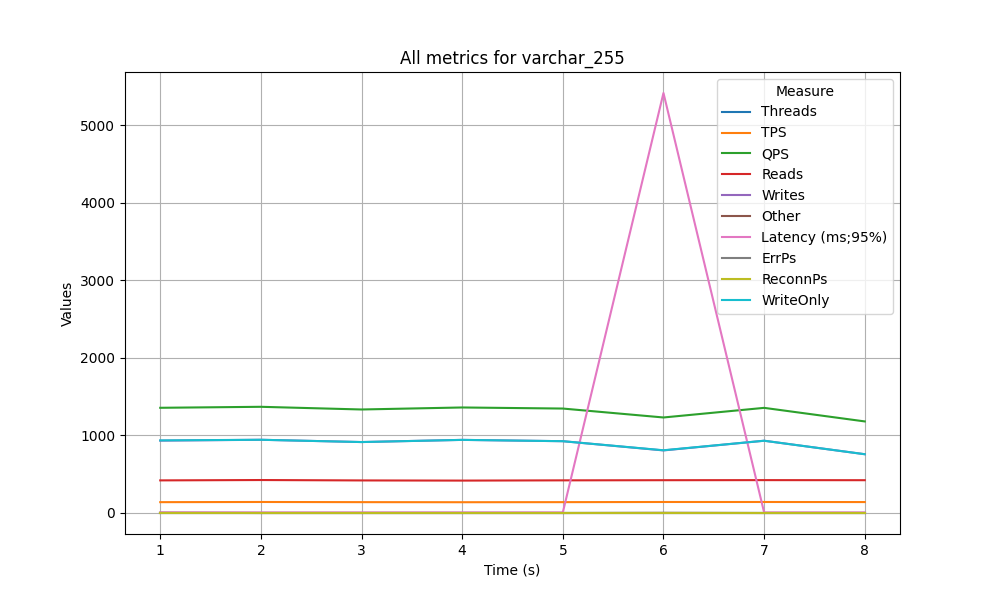 All metrics for varchar_255
Measure
Threads
TPS
QPS
Reads
Writes
Other
Latency (ms;95%)
ErrPs
ReconnPs
WriteOnly
Values
5000
4000
3000
2000
1000
0
1 2 3 4 5 6 7 8
Time (s)